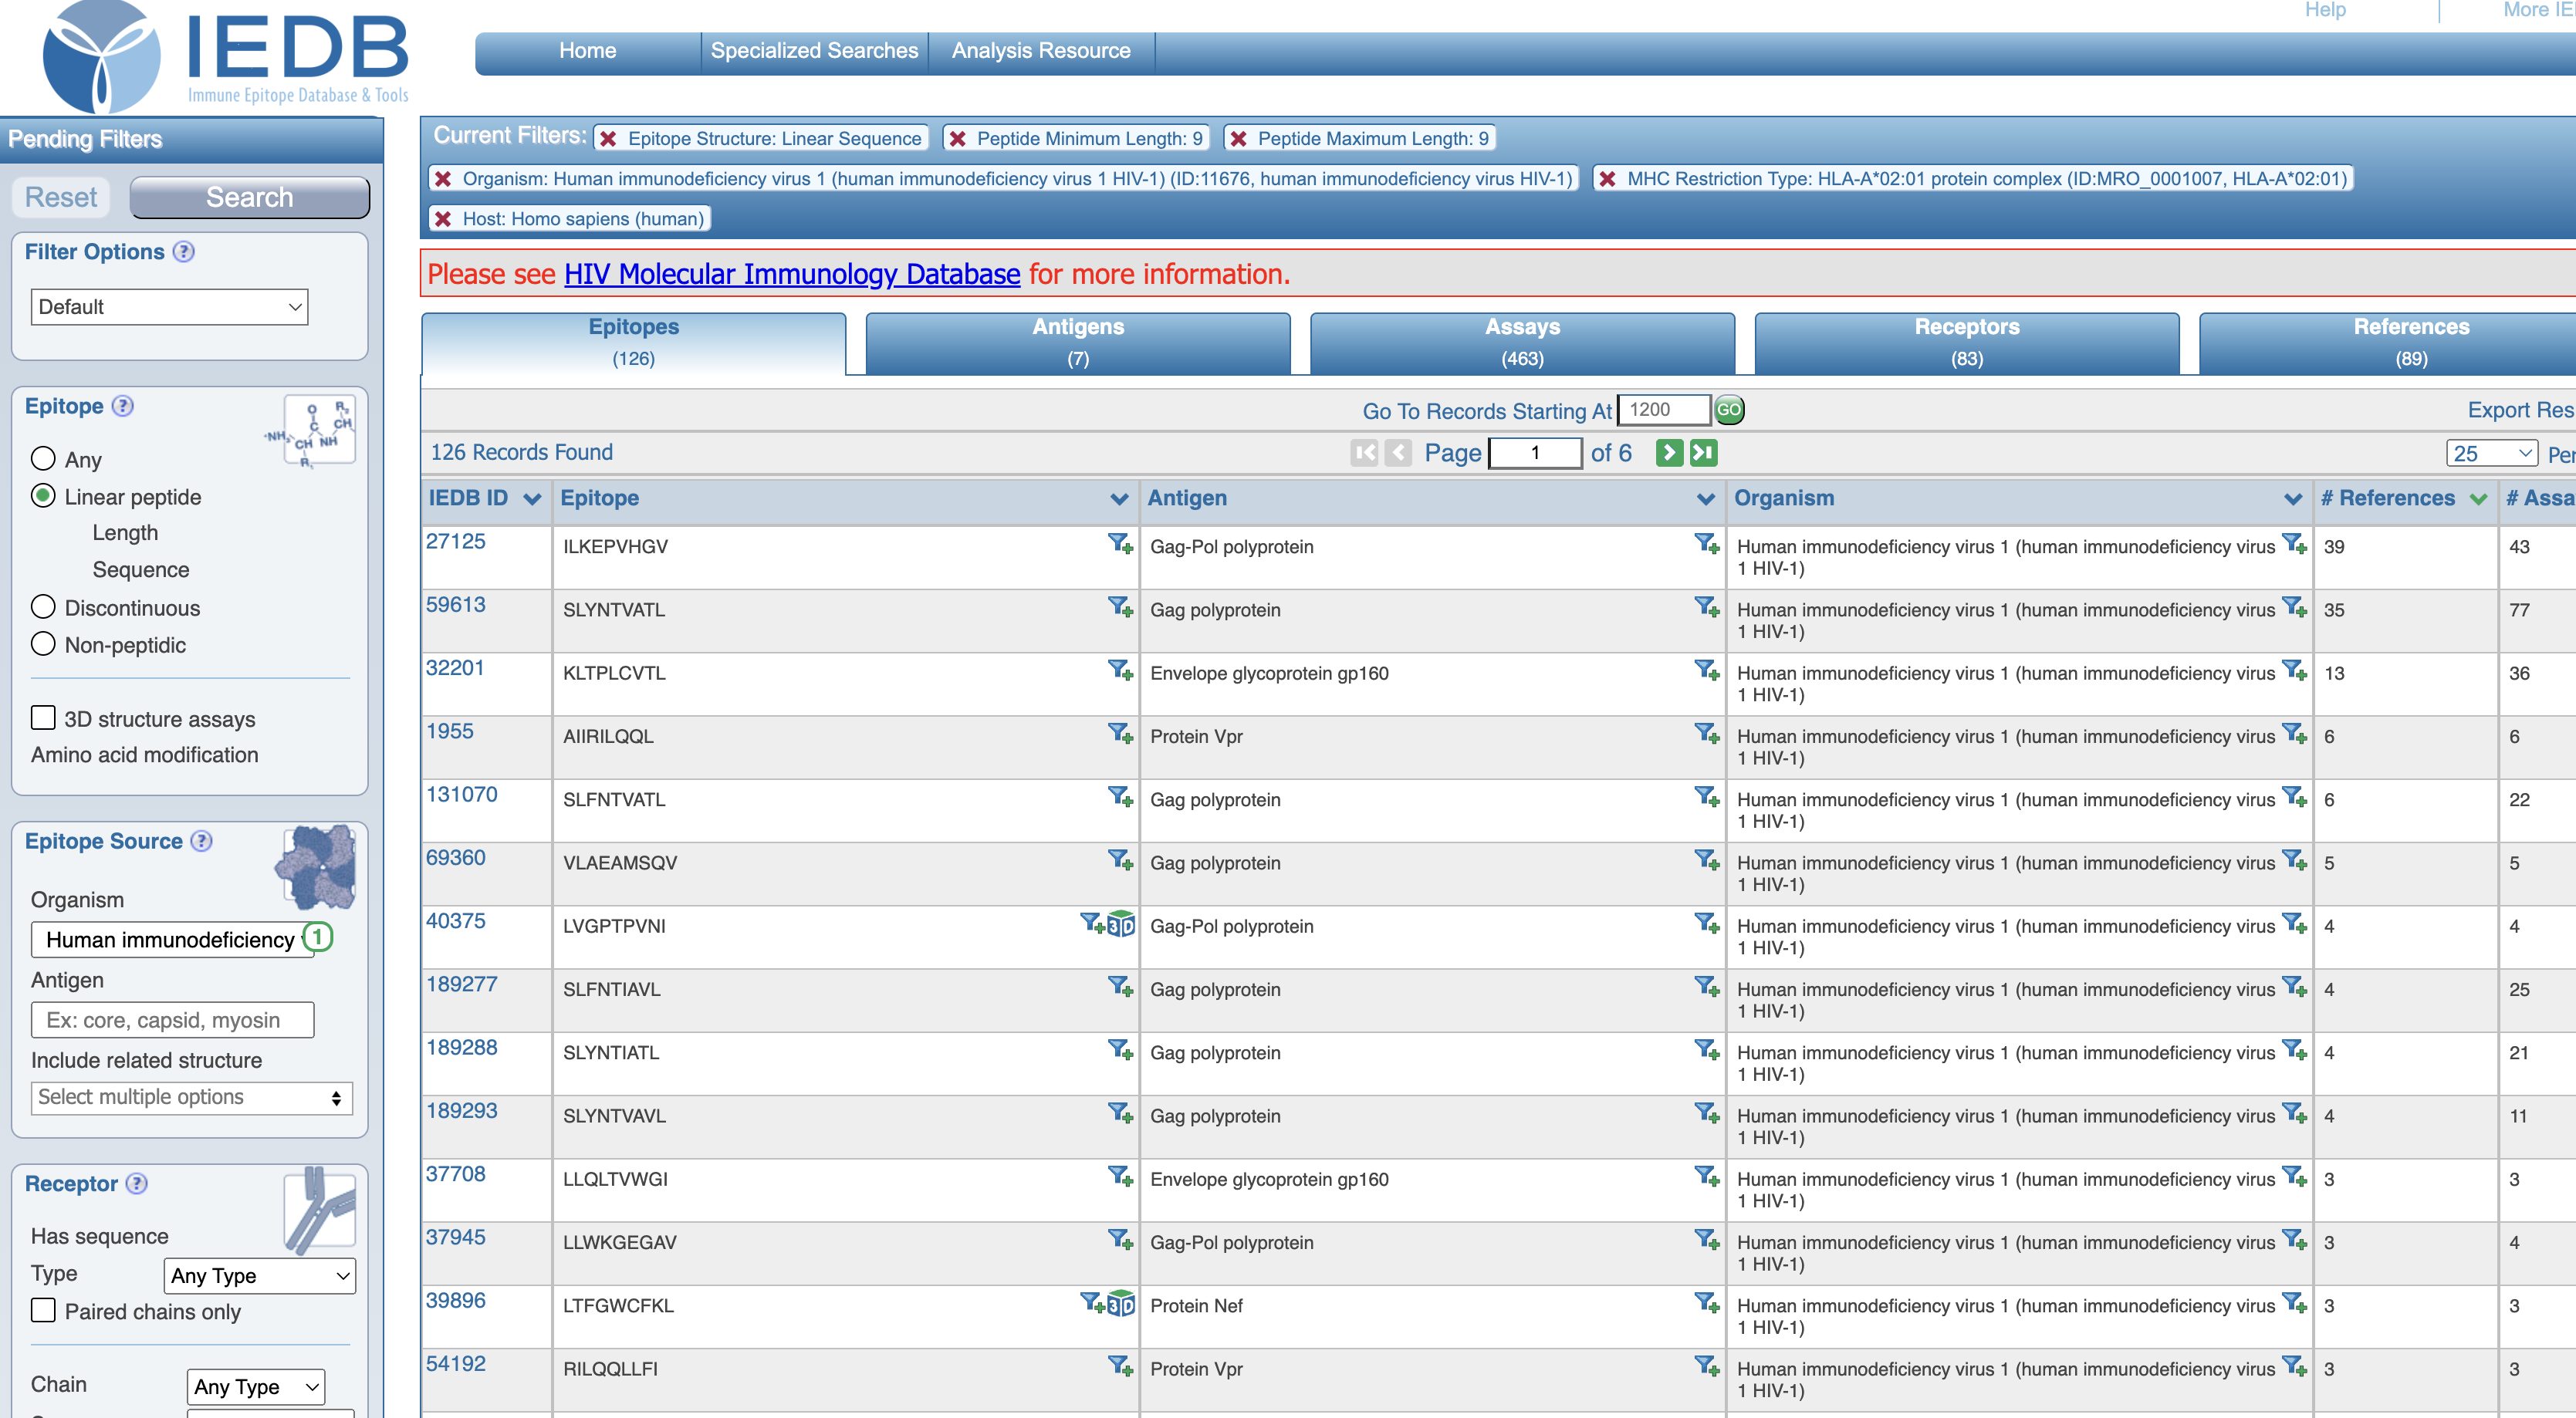 Help
More IE
IEDB
Immune Epitope Database & Tools
Home Specialized Searches Analysis Resource
Pending Filters
Reset Search
Filter Options ?
Default
Epitope ?
Any
Linear peptide
Length
Sequence
Discontinuous
Non-peptidic
3D structure assays
Amino acid modification
Epitope Source ?
Organism
Human immunodeficiency 1
Antigen
Ex: core, capsid, myosin
Include related structure
Select multiple options
Receptor ?
Has sequence
Type Any Type
Paired chains only
Chain Any Type
Current Filters: Epitope Structure: Linear Sequence Peptide Minimum Length: 9 Peptide Maximum Length: 9
Organism: Human immunodeficiency virus 1 (human immunodeficiency virus 1 HIV-1) (ID:11676, human immunodeficiency virus HIV-1) MHC Restriction Type: HLA-A*02:01 protein complex (ID:MRO_0001007, HLA-A*02:01)
Host: Homo sapiens (human)
Please see HIV Molecular Immunology Database for more information.
Epitopes Antigens Assays Receptors References
(126) (7) (463) (83) (89)
Go To Records Starting At 1200 GO Export Res
126 Records Found Page 1 of 6 25 Per
IEDB ID Epitope Antigen Organism # References # Assa
27125 ILKEPVHGV Gag-Pol polyprotein Human immunodeficiency virus 1 (human immunodeficiency virus 39 43
1 HIV-1)
59613 SLYNTVATL Gag polyprotein Human immunodeficiency virus 1 (human immunodeficiency virus 35 77
1 HIV-1)
32201 KLTPLCVTL Envelope glycoprotein gp160 Human immunodeficiency virus 1 (human immunodeficiency virus 13 36
1 HIV-1)
1955 AIIRILQQL Protein Vpr Human immunodeficiency virus 1 (human immunodeficiency virus 6 6
1 HIV-1)
131070 SLFNTVATL Gag polyprotein Human immunodeficiency virus 1 (human immunodeficiency virus 6 22
1 HIV-1)
69360 VLAEAMSQV Gag polyprotein Human immunodeficiency virus 1 (human immunodeficiency virus 5 5
1 HIV-1)
40375 LVGPTPVNI 3D Gag-Pol polyprotein Human immunodeficiency virus 1 (human immunodeficiency virus 4 4
1 HIV-1)
189277 SLFNTIAVL Gag polyprotein Human immunodeficiency virus 1 (human immunodeficiency virus 4 25
1 HIV-1)
189288 SLYNTIATL Gag polyprotein Human immunodeficiency virus 1 (human immunodeficiency virus 4 21
1 HIV-1)
189293 SLYNTVAVL Gag polyprotein Human immunodeficiency virus 1 (human immunodeficiency virus 4 11
1 HIV-1)
37708 LLQLTVWGI Envelope glycoprotein gp160 Human immunodeficiency virus 1 (human immunodeficiency virus 3 3
1 HIV-1)
37945 LLWKGEGAV Gag-Pol polyprotein Human immunodeficiency virus 1 (human immunodeficiency virus 3 4
1 HIV-1)
39896 LTFGWCFKL 3D Protein Nef Human immunodeficiency virus 1 (human immunodeficiency virus 3 3
1 HIV-1)
54192 RILQQLLFI Protein Vpr Human immunodeficiency virus 1 (human immunodeficiency virus 3 3
1 HIV-1)